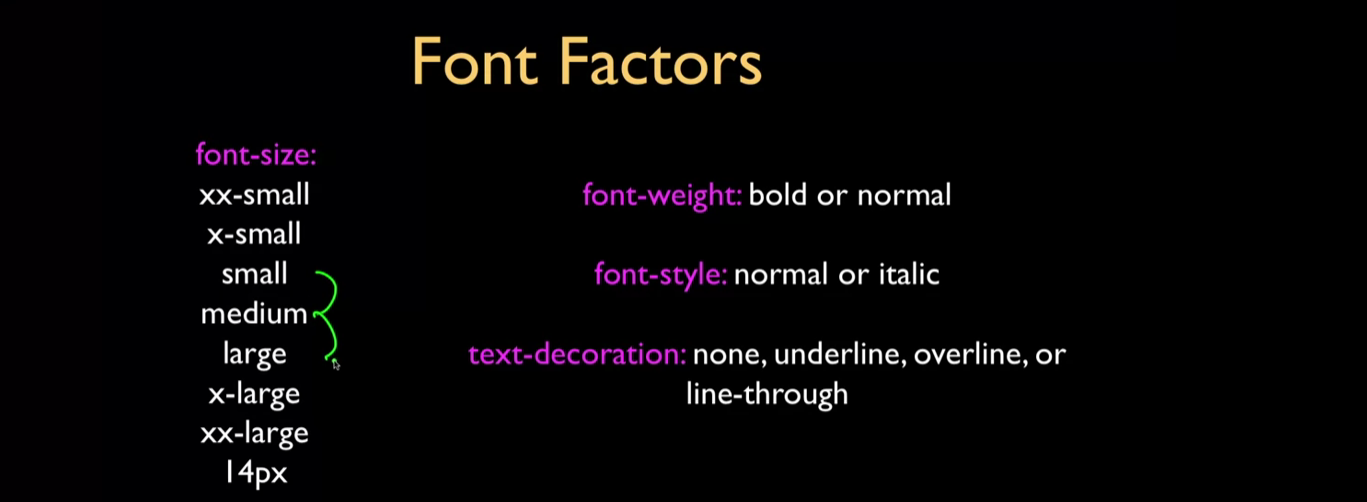 Font Factors
font-size:
xx-small
x-small
small
medium
large
x-large
xx-large
14px
font-weight: bold or normal
font-style: normal or italic
text-decoration: none, underline, overline, or
line-through